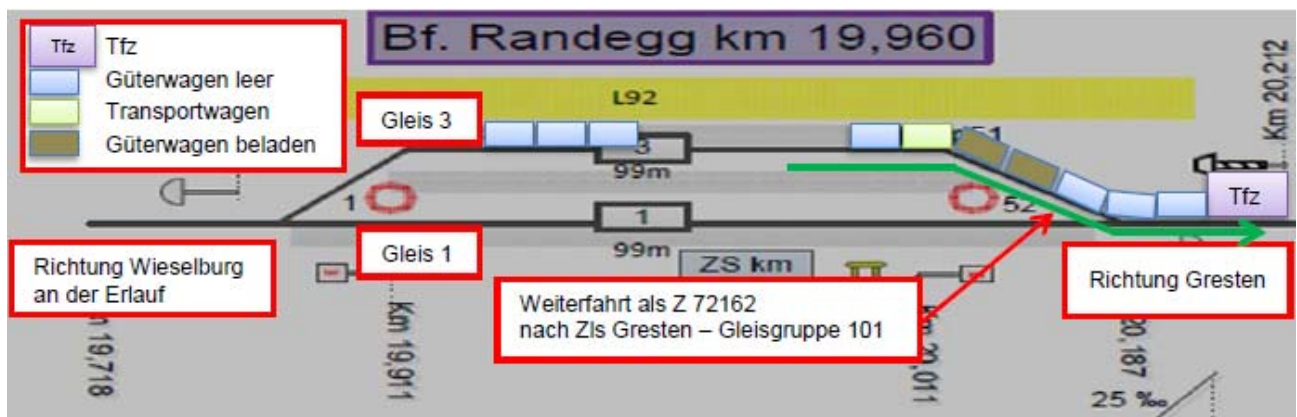 Bf. Randegg km 19,960
Tfz
Tfz
Güterwagen leer
Transportwagen
Güterwagen beladen
L92
Km 20,212
Gleis 3
3
99m
51
1
52
Tfz
1
99m
Gleis 1
ZS km
Richtung Wieselburg
an der Erlauf
Weiterfahrt als Z 72162
nach Zls Gresten – Gleisgruppe 101
Richtung Gresten
19,718
Km 19,911
20,011
20,187
25 ‰